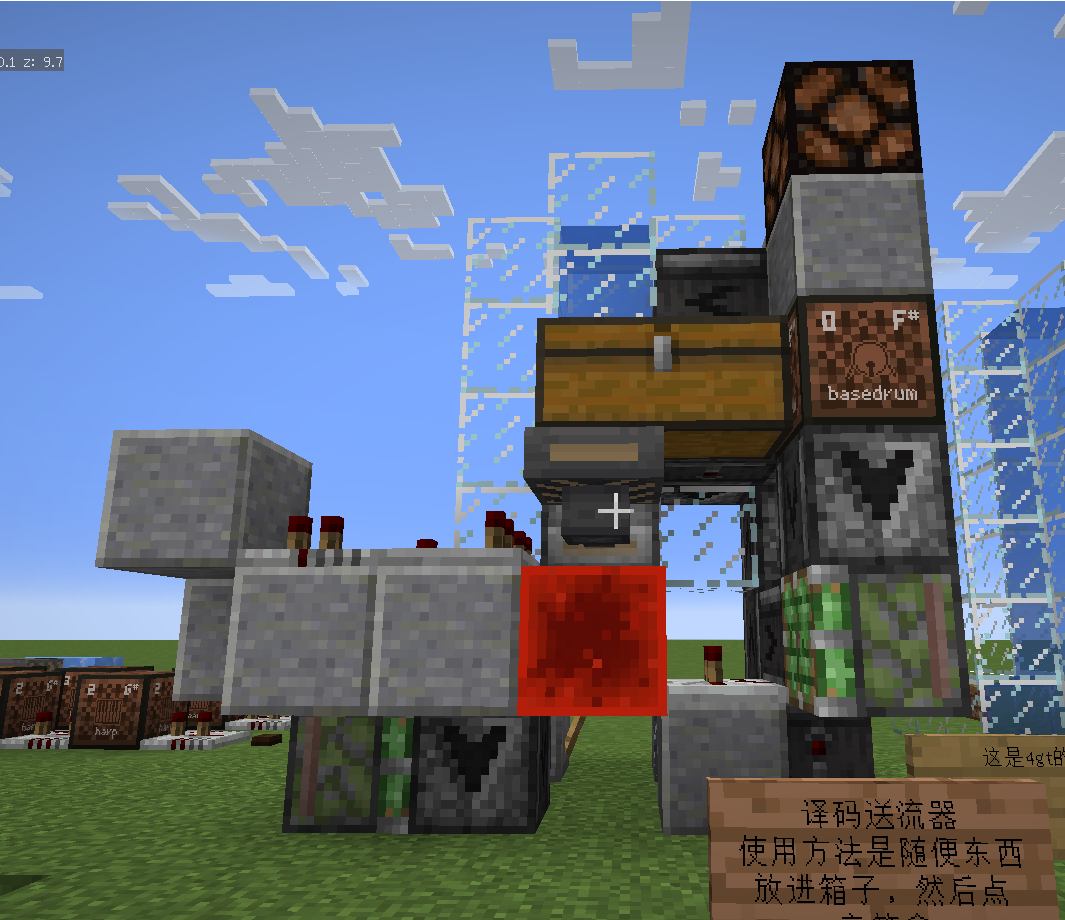 0.1 z: 9.7
0 F#
basedrum
2 G#
harp
这是4gt的
译码送流器
使用方法是随便东西
放进箱子，然后点